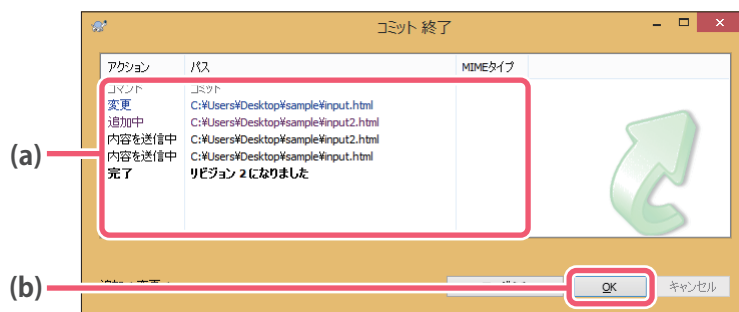 コミット 終了
アクション パス MIMEタイプ
コマンド コミット
変更 C:¥Users¥Desktop¥sample¥input.html
追加中 C:¥Users¥Desktop¥sample¥input2.html
内容を送信中 C:¥Users¥Desktop¥sample¥input2.html
内容を送信中 C:¥Users¥Desktop¥sample¥input.html
完了 リビジョン 2 になりました
(a)
(b)
OK キャンセル